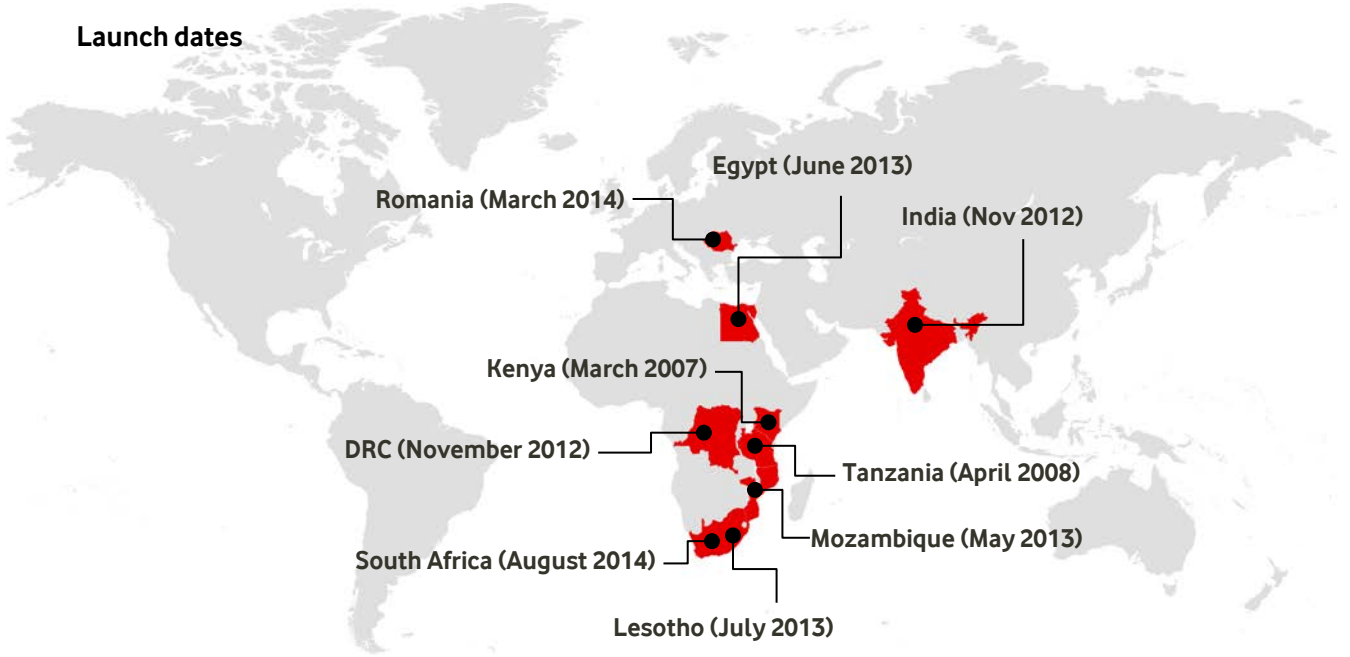 Launch dates
Egypt (June 2013)
Romania (March 2014)
India (Nov 2012)
Kenya (March 2007)
DRC (November 2012)
Tanzania (April 2008)
Mozambique (May 2013)
South Africa (August 2014)
Lesotho (July 2013)